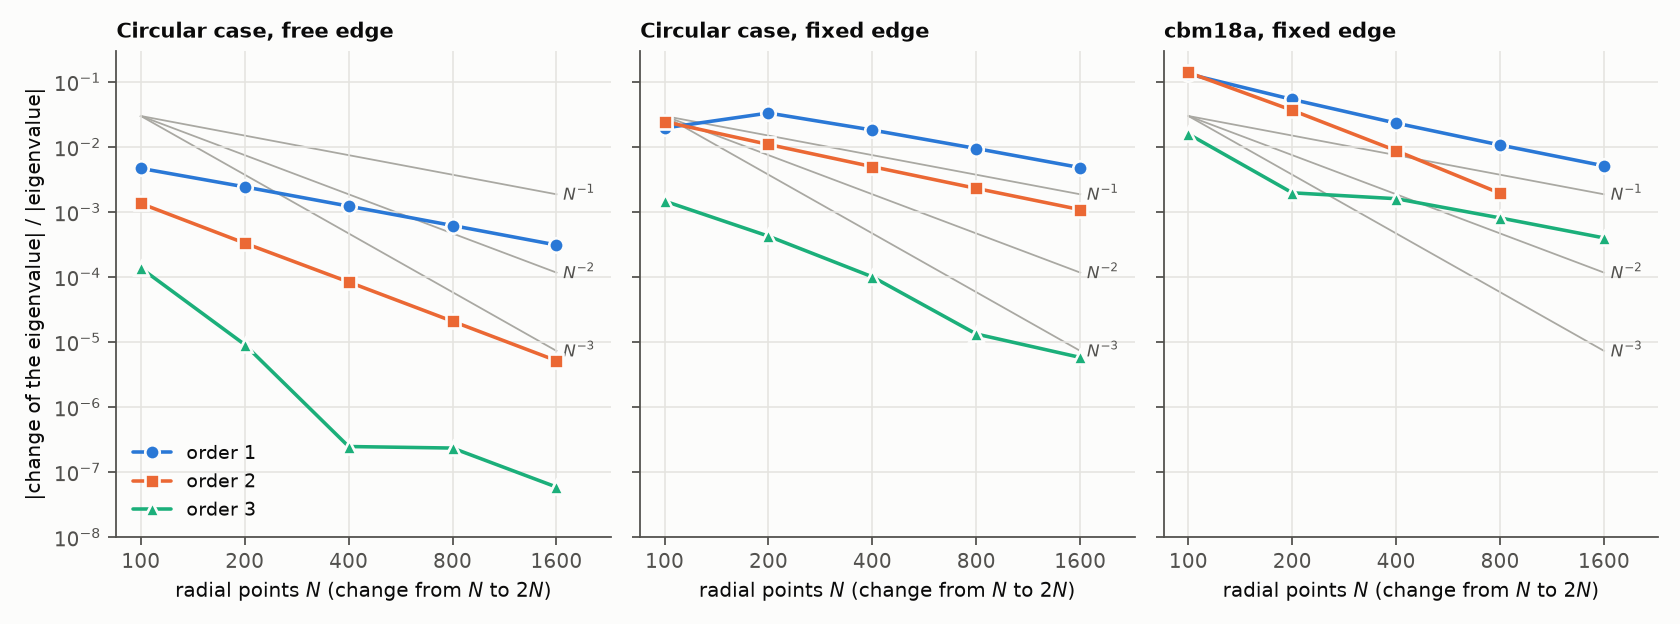 Circular case, free edge
Circular case, fixed edge
cbm18a, fixed edge
|change of the eigenvalue| / |eigenvalue|
10⁻¹
10⁻²
10⁻³
10⁻⁴
10⁻⁵
10⁻⁶
10⁻⁷
10⁻⁸
N⁻¹
N⁻²
N⁻³
order 1
order 2
order 3
100 200 400 800 1600
radial points N (change from N to 2N)
N⁻¹
N⁻²
N⁻³
100 200 400 800 1600
radial points N (change from N to 2N)
N⁻¹
N⁻²
N⁻³
100 200 400 800 1600
radial points N (change from N to 2N)